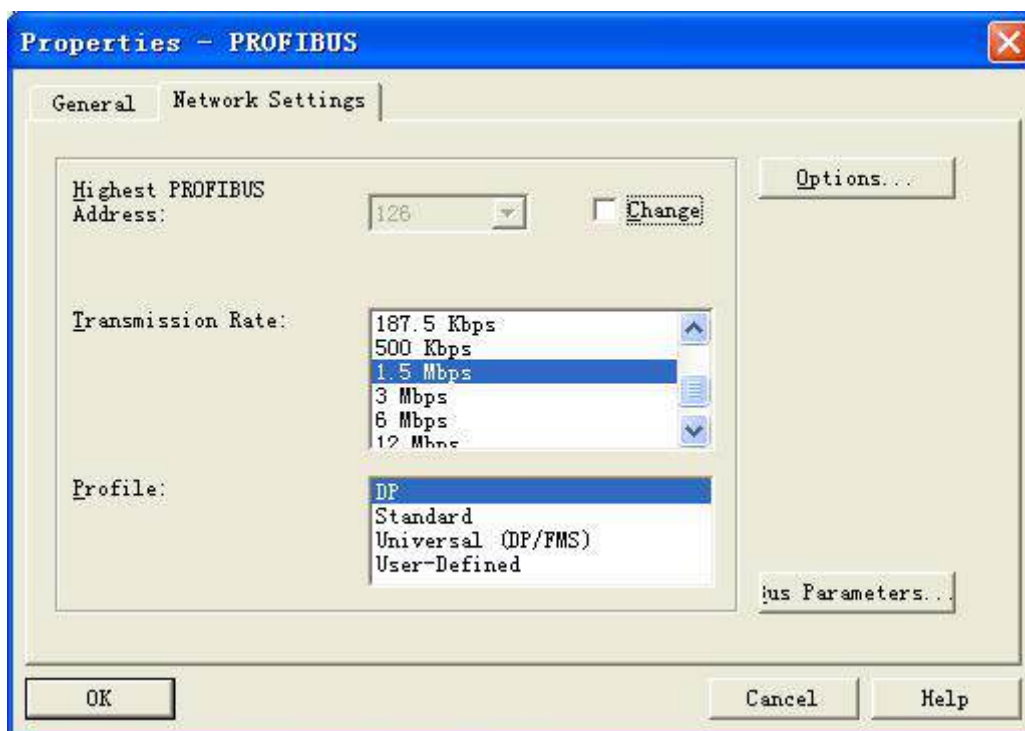 Properties - PROFIBUS
General
Network Settings
Highest PROFIBUS
Address:
126
Change
Options...
Transmission Rate:
187.5 Kbps
500 Kbps
1.5 Mbps
3 Mbps
6 Mbps
12 Mbps
Profile:
DP
Standard
Universal (DP/FMS)
User-Defined
us Parameters...
OK
Cancel
Help